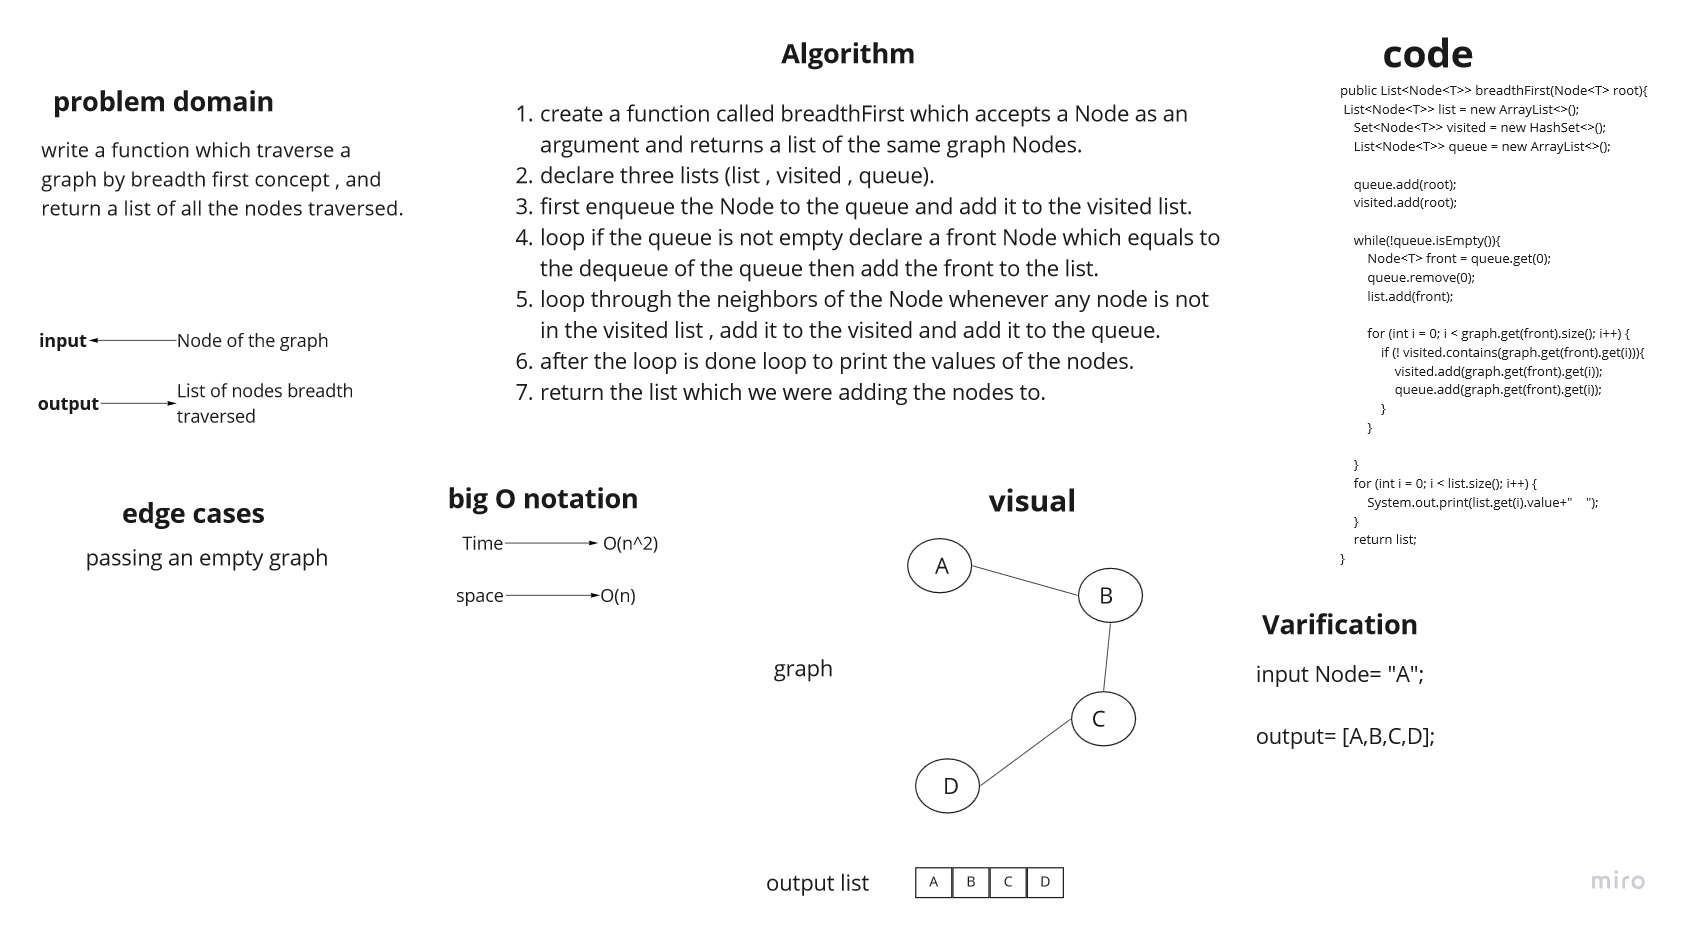 problem domain
write a function which traverse a
graph by breadth first concept , and
return a list of all the nodes traversed.
input
Node of the graph
output
List of nodes breadth
traversed
edge cases
passing an empty graph
Algorithm
1. create a function called breadthFirst which accepts a Node as an
argument and returns a list of the same graph Nodes.
2. declare three lists (list , visited , queue).
3. first enqueue the Node to the queue and add it to the visited list.
4. loop if the queue is not empty declare a front Node which equals to
the dequeue of the queue then add the front to the list.
5. loop through the neighbors of the Node whenever any node is not
in the visited list , add it to the visited and add it to the queue.
6. after the loop is done loop to print the values of the nodes.
7. return the list which we were adding the nodes to.
big O notation
Time
O(n^2)
space
O(n)
visual
A
B
graph
C
D
output list
A B C D
code
public List<Node<T>> breadthFirst(Node<T> root){
List<Node<T>> list = new ArrayList<>();
Set<Node<T>> visited = new HashSet<>();
List<Node<T>> queue = new ArrayList<>();
queue.add(root);
visited.add(root);
while(!queue.isEmpty()){
Node<T> front = queue.get(0);
queue.remove(0);
list.add(front);
for (int i = 0; i < graph.get(front).size(); i++) {
if (! visited.contains(graph.get(front).get(i))){
visited.add(graph.get(front).get(i));
queue.add(graph.get(front).get(i));
}
}
}
for (int i = 0; i < list.size(); i++) {
System.out.print(list.get(i).value+"    ");
}
return list;
}
Varification
input Node= "A";
output= [A,B,C,D];
miro